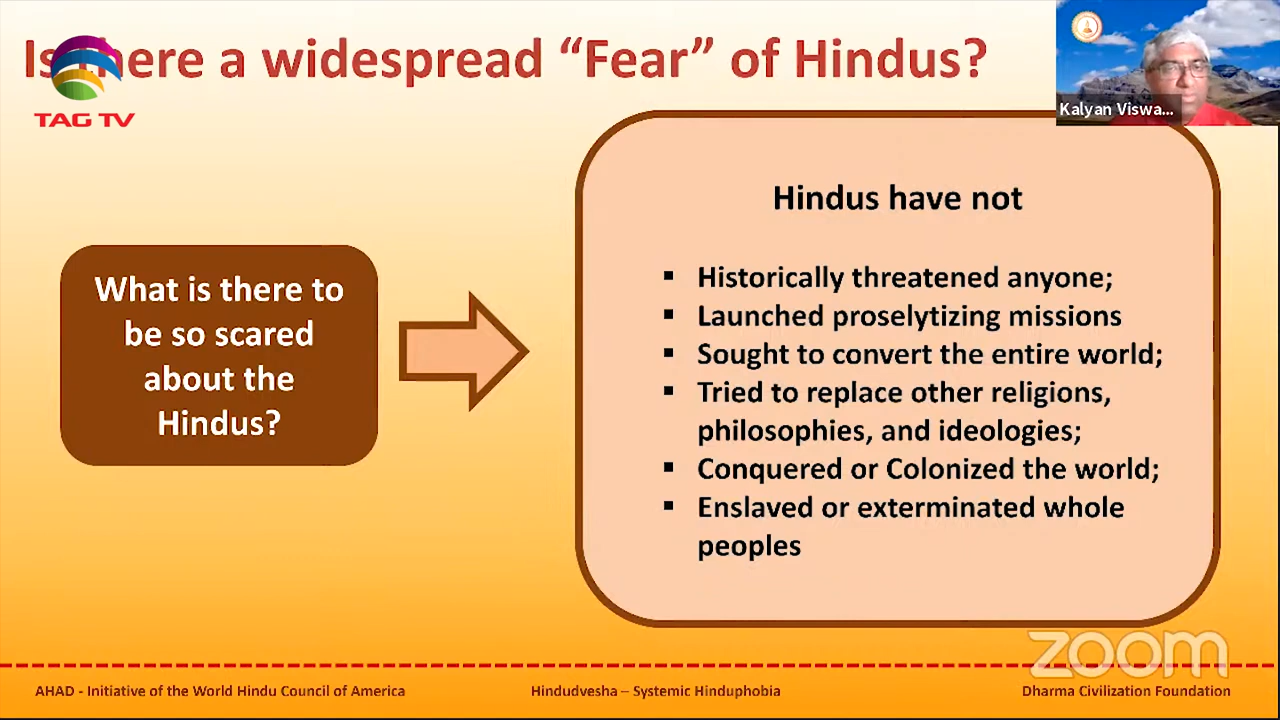 Is there a widespread “Fear” of Hindus?
TAG TV
Kalyan Viswa...
What is there to
be so scared
about the
Hindus?
Hindus have not
▪ Historically threatened anyone;
▪ Launched proselytizing missions
▪ Sought to convert the entire world;
▪ Tried to replace other religions,
philosophies, and ideologies;
▪ Conquered or Colonized the world;
▪ Enslaved or exterminated whole
peoples
zoom
AHAD - Initiative of the World Hindu Council of America
Hindudvesha – Systemic Hinduphobia
Dharma Civilization Foundation